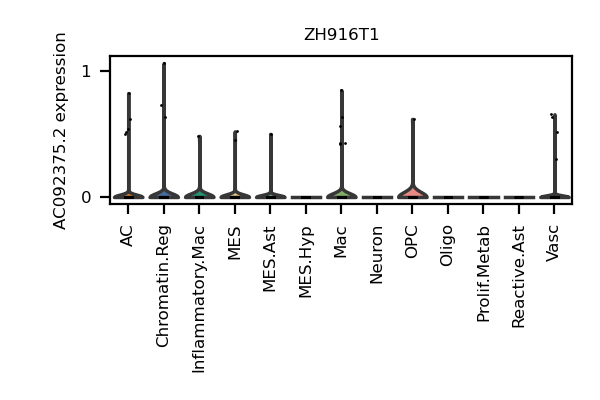 ZH916T1
AC092375.2 expression
1
0
AC
Chromatin.Reg
Inflammatory.Mac
MES
MES.Ast
MES.Hyp
Mac
Neuron
OPC
Oligo
Prolif.Metab
Reactive.Ast
Vasc